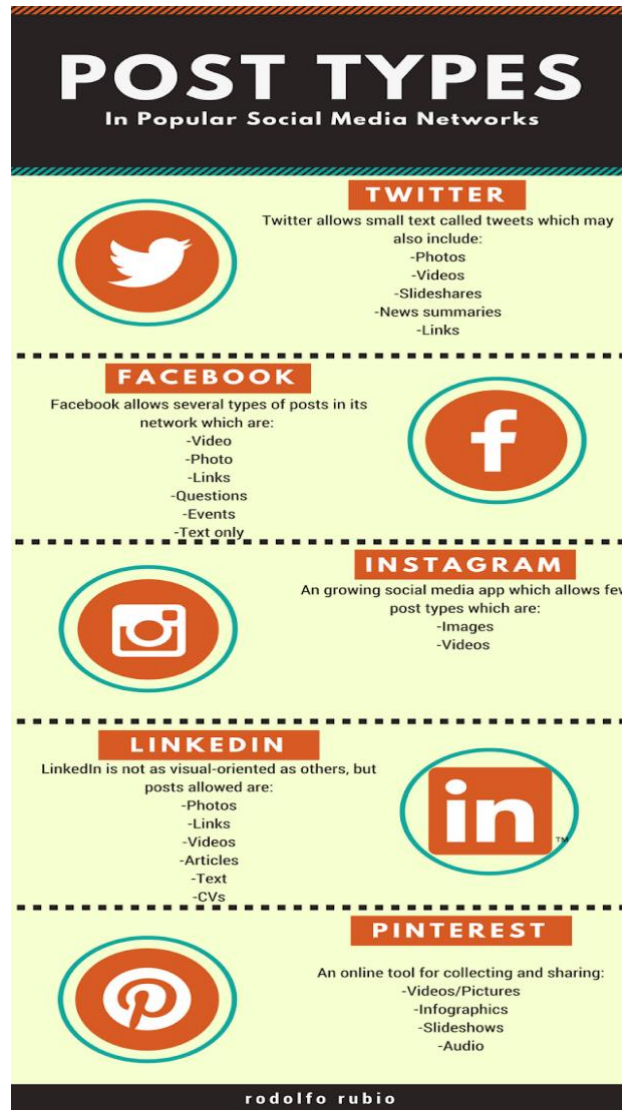 POST TYPES
In Popular Social Media Networks
TWITTER
Twitter allows small text called tweets which may
also include:
-Photos
-Videos
-Slideshares
-News summaries
-Links
FACEBOOK
Facebook allows several types of posts in its
network which are:
-Video
-Photo
-Links
-Questions
-Events
-Text only
INSTAGRAM
An growing social media app which allows few
post types which are:
-Images
-Videos
LINKEDIN
LinkedIn is not as visual-oriented as others, but
posts allowed are:
-Photos
-Links
-Videos
-Articles
-Text
-CVs
in™
PINTEREST
An online tool for collecting and sharing:
-Videos/Pictures
-Infographics
-Slideshows
-Audio
rodolfo rubio